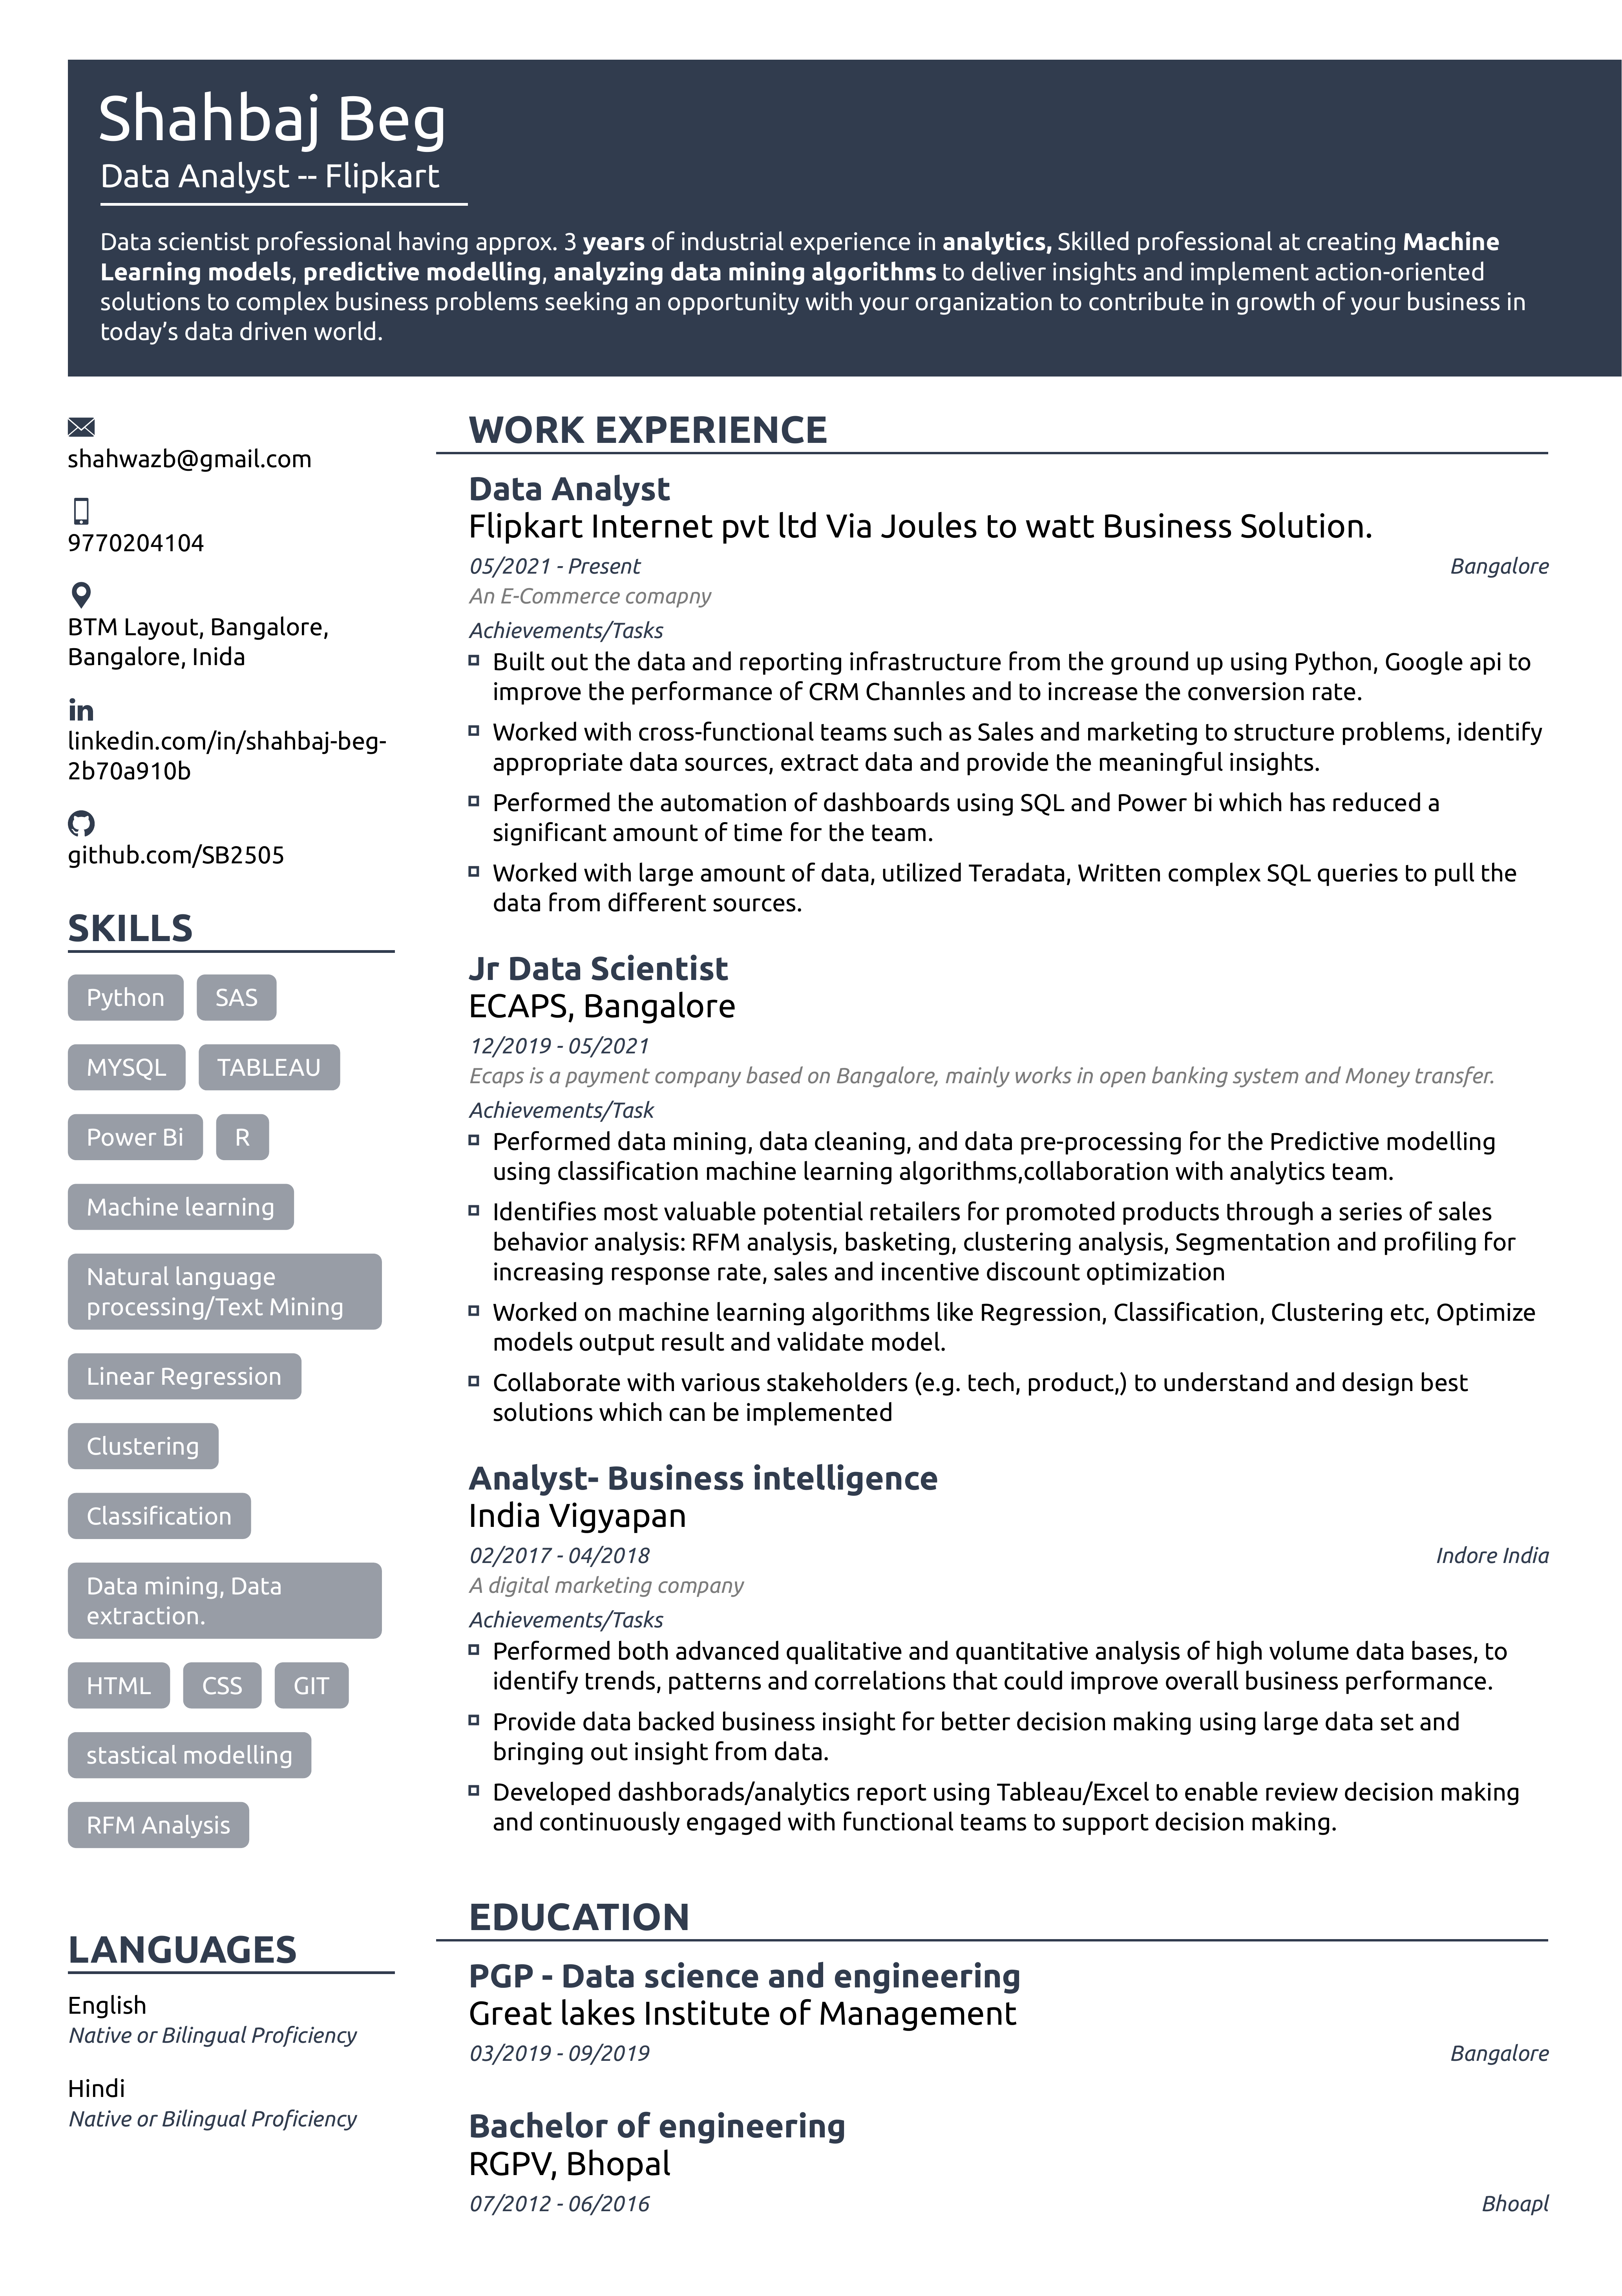 Shahbaj Beg
Data Analyst -- Flipkart
Data scientist professional having approx. 3 years of industrial experience in analytics, Skilled professional at creating Machine
Learning models, predictive modelling, analyzing data mining algorithms to deliver insights and implement action-oriented
solutions to complex business problems seeking an opportunity with your organization to contribute in growth of your business in
today's data driven world.
shahwazb@gmail.com
9770204104
BTM Layout, Bangalore,
Bangalore, Inida
linkedin.com/in/shahbaj-beg-
2b70a910b
github.com/SB2505
SKILLS
Python SAS
MYSQL TABLEAU
Power Bi R
Machine learning
Natural language
processing/Text Mining
Linear Regression
Clustering
Classification
Data mining, Data
extraction.
HTML CSS GIT
stastical modelling
RFM Analysis
LANGUAGES
English
Native or Bilingual Proficiency
Hindi
Native or Bilingual Proficiency
WORK EXPERIENCE
Data Analyst
Flipkart Internet pvt ltd Via Joules to watt Business Solution.
05/2021 - Present Bangalore
An E-Commerce comapny
Achievements/Tasks
Built out the data and reporting infrastructure from the ground up using Python, Google api to
improve the performance of CRM Channles and to increase the conversion rate.
Worked with cross-functional teams such as Sales and marketing to structure problems, identify
appropriate data sources, extract data and provide the meaningful insights.
Performed the automation of dashboards using SQL and Power bi which has reduced a
significant amount of time for the team.
Worked with large amount of data, utilized Teradata, Written complex SQL queries to pull the
data from different sources.
Jr Data Scientist
ECAPS, Bangalore
12/2019 - 05/2021
Ecaps is a payment company based on Bangalore, mainly works in open banking system and Money transfer.
Achievements/Task
Performed data mining, data cleaning, and data pre-processing for the Predictive modelling
using classification machine learning algorithms,collaboration with analytics team.
Identifies most valuable potential retailers for promoted products through a series of sales
behavior analysis: RFM analysis, basketing, clustering analysis, Segmentation and profiling for
increasing response rate, sales and incentive discount optimization
Worked on machine learning algorithms like Regression, Classification, Clustering etc, Optimize
models output result and validate model.
Collaborate with various stakeholders (e.g. tech, product,) to understand and design best
solutions which can be implemented
Analyst- Business intelligence
India Vigyapan
02/2017 - 04/2018 Indore India
A digital marketing company
Achievements/Tasks
Performed both advanced qualitative and quantitative analysis of high volume data bases, to
identify trends, patterns and correlations that could improve overall business performance.
Provide data backed business insight for better decision making using large data set and
bringing out insight from data.
Developed dashborads/analytics report using Tableau/Excel to enable review decision making
and continuously engaged with functional teams to support decision making.
EDUCATION
PGP - Data science and engineering
Great lakes Institute of Management
03/2019 - 09/2019 Bangalore
Bachelor of engineering
RGPV, Bhopal
07/2012 - 06/2016 Bhoapl